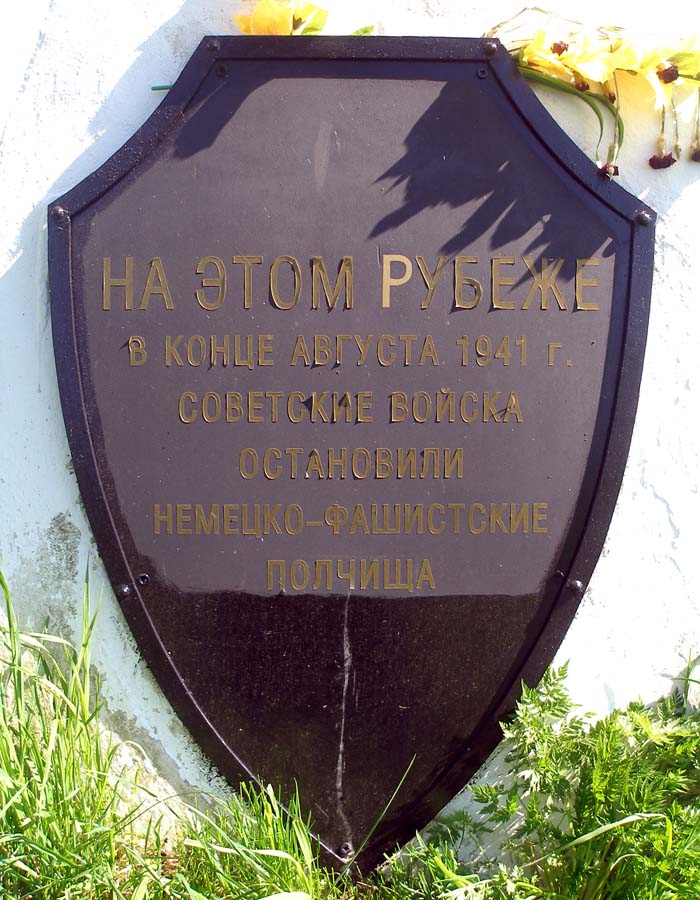 НА ЭТОМ РУБЕЖЕ
В КОНЦЕ АВГУСТА 1941 г.
СОВЕТСКИЕ ВОЙСКА
ОСТАНОВИЛИ
НЕМЕЦКО-ФАШИСТСКИЕ
ПОЛЧИЩА